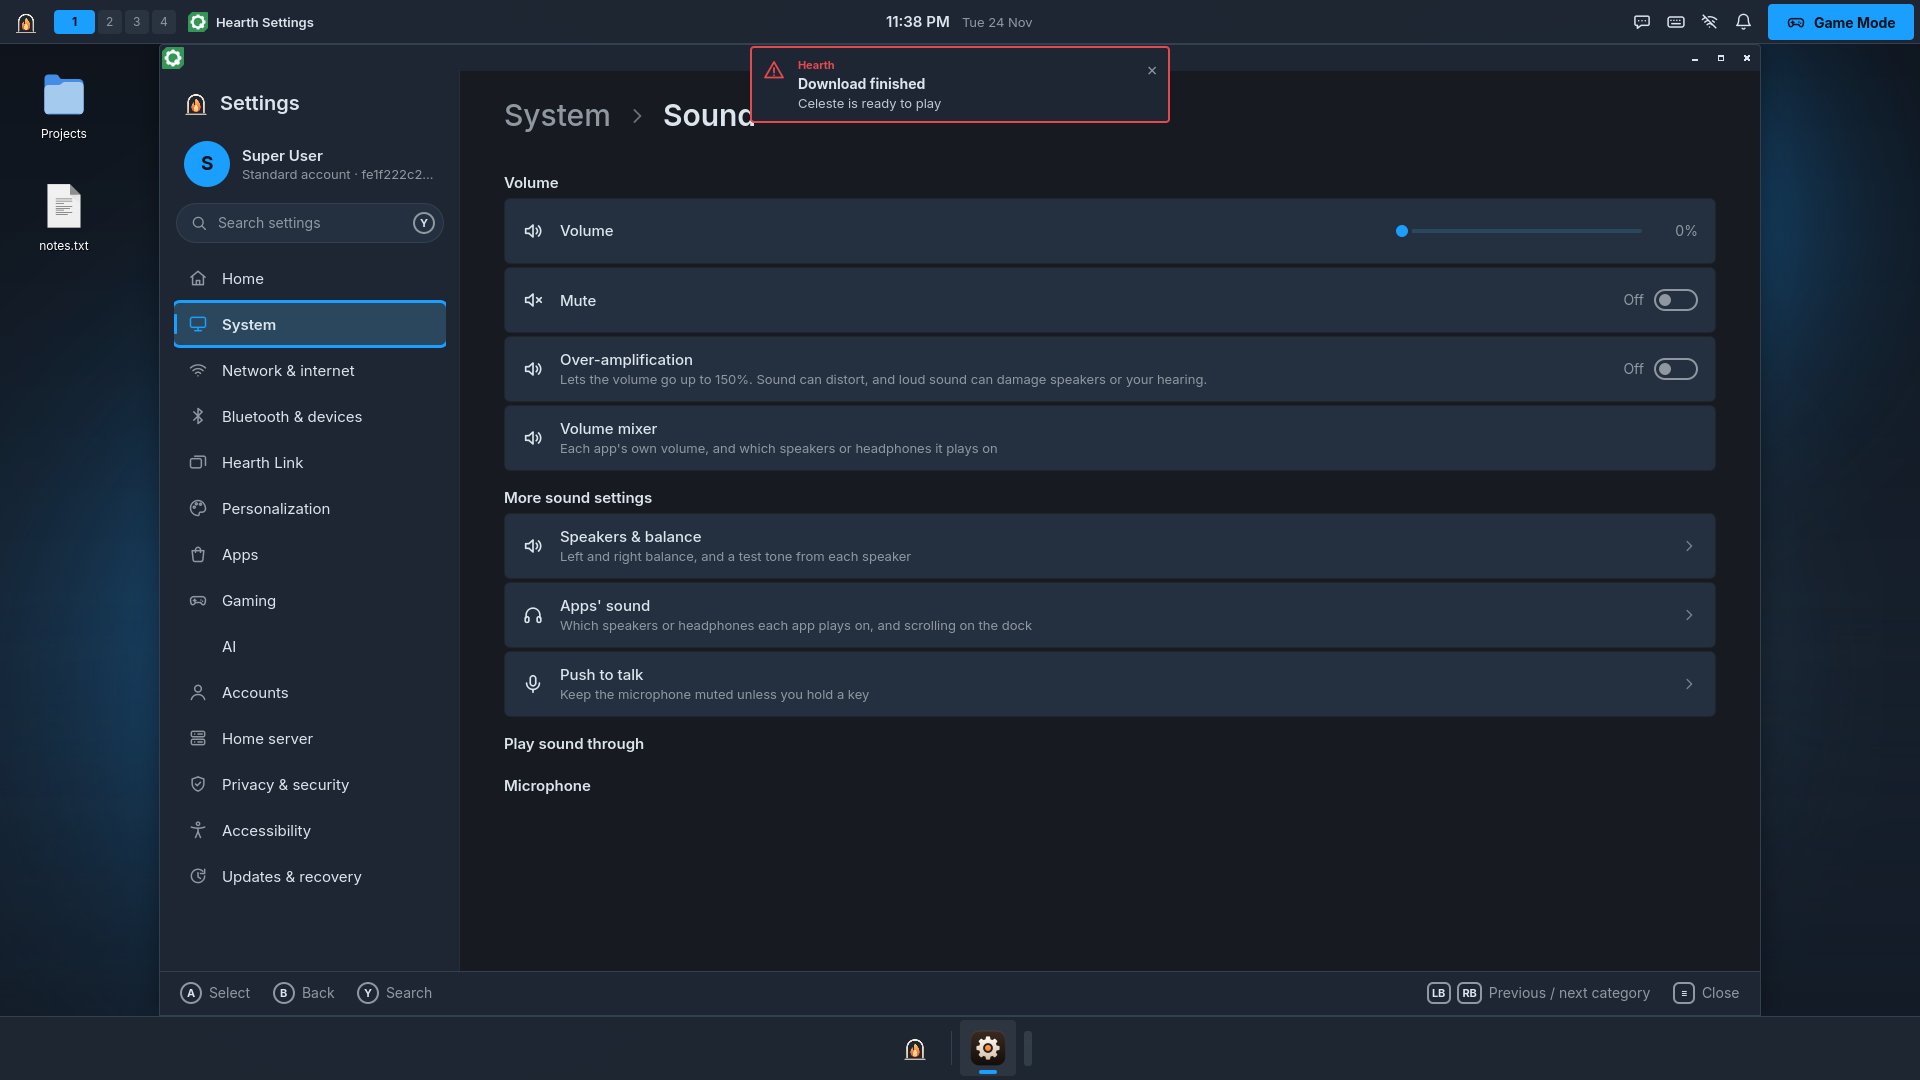 1 2 3 4 Hearth Settings
11:38 PM Tue 24 Nov
Game Mode
Projects
notes.txt
Hearth
Download finished
Celeste is ready to play
Settings
S
Super User
Standard account · fe1f222c2...
Search settings Y
Home
System
Network & internet
Bluetooth & devices
Hearth Link
Personalization
Apps
Gaming
AI
Accounts
Home server
Privacy & security
Accessibility
Updates & recovery
System > Sound
Volume
Volume 0%
Mute Off
Over-amplification
Lets the volume go up to 150%. Sound can distort, and loud sound can damage speakers or your hearing.
Off
Volume mixer
Each app's own volume, and which speakers or headphones it plays on
More sound settings
Speakers & balance
Left and right balance, and a test tone from each speaker
Apps' sound
Which speakers or headphones each app plays on, and scrolling on the dock
Push to talk
Keep the microphone muted unless you hold a key
Play sound through
Microphone
A Select B Back Y Search
LB RB Previous / next category Close